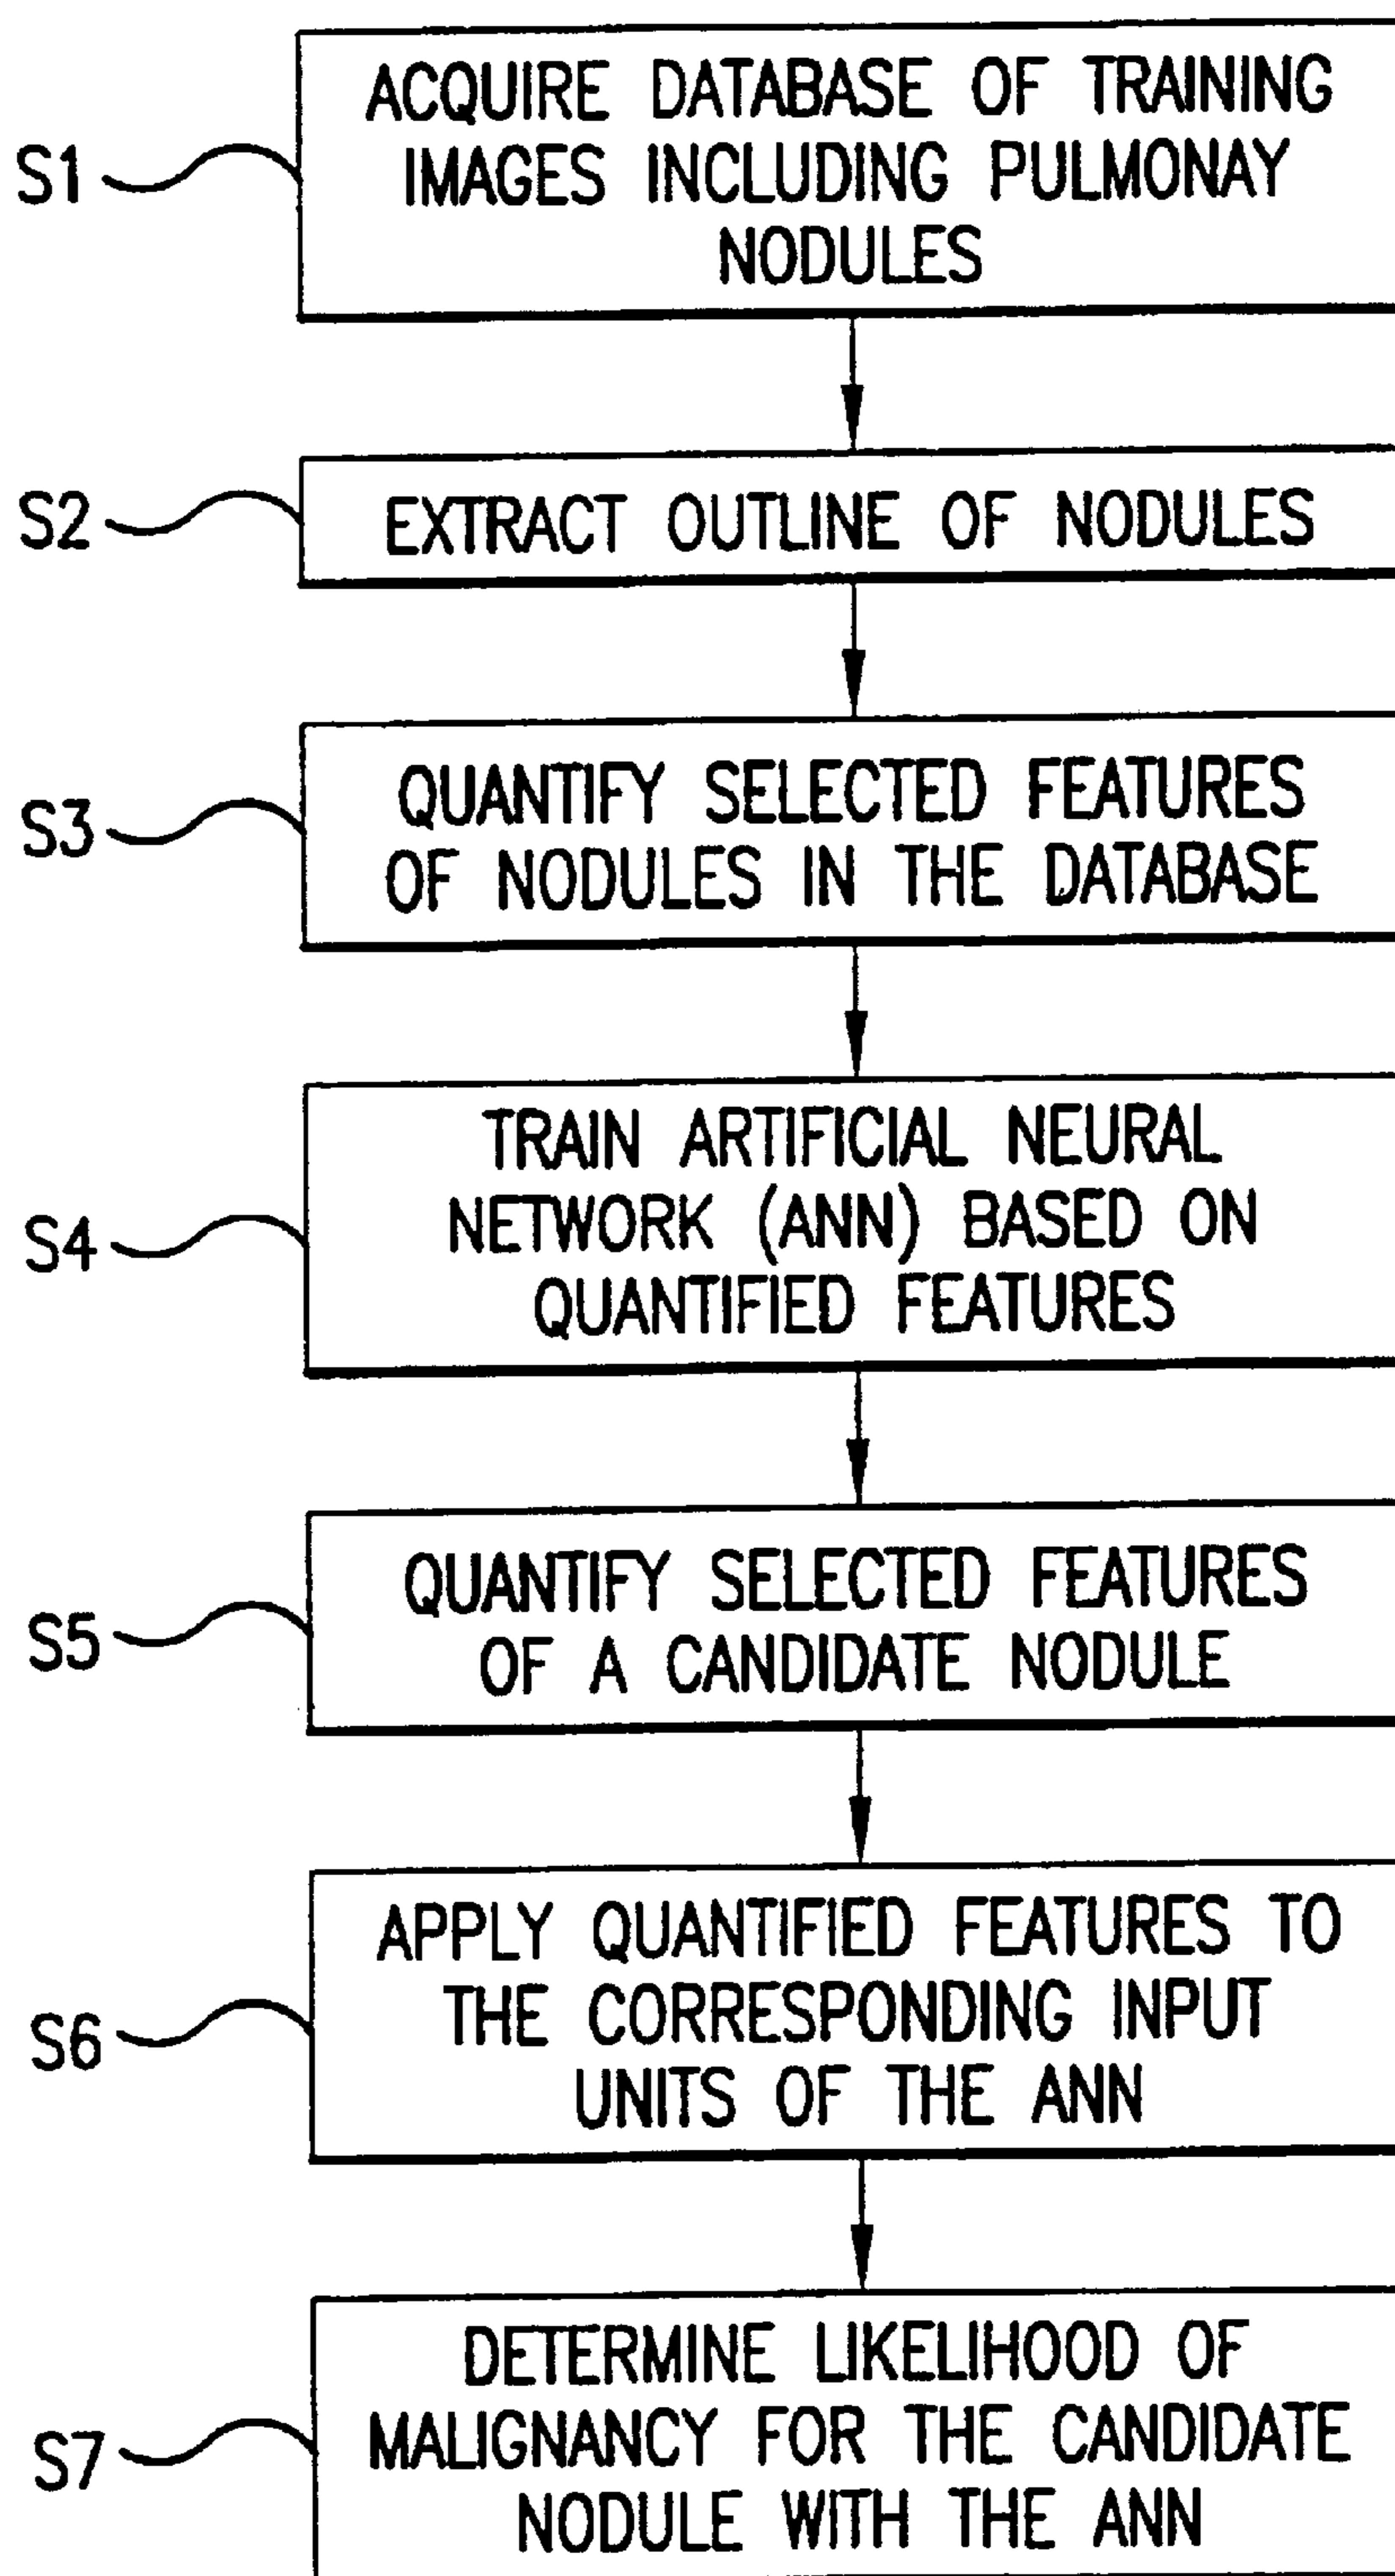 S1
ACQUIRE DATABASE OF TRAINING
IMAGES INCLUDING PULMONAY
NODULES
S2
EXTRACT OUTLINE OF NODULES
S3
QUANTIFY SELECTED FEATURES
OF NODULES IN THE DATABASE
S4
TRAIN ARTIFICIAL NEURAL
NETWORK (ANN) BASED ON
QUANTIFIED FEATURES
S5
QUANTIFY SELECTED FEATURES
OF A CANDIDATE NODULE
S6
APPLY QUANTIFIED FEATURES TO
THE CORRESPONDING INPUT
UNITS OF THE ANN
S7
DETERMINE LIKELIHOOD OF
MALIGNANCY FOR THE CANDIDATE
NODULE WITH THE ANN